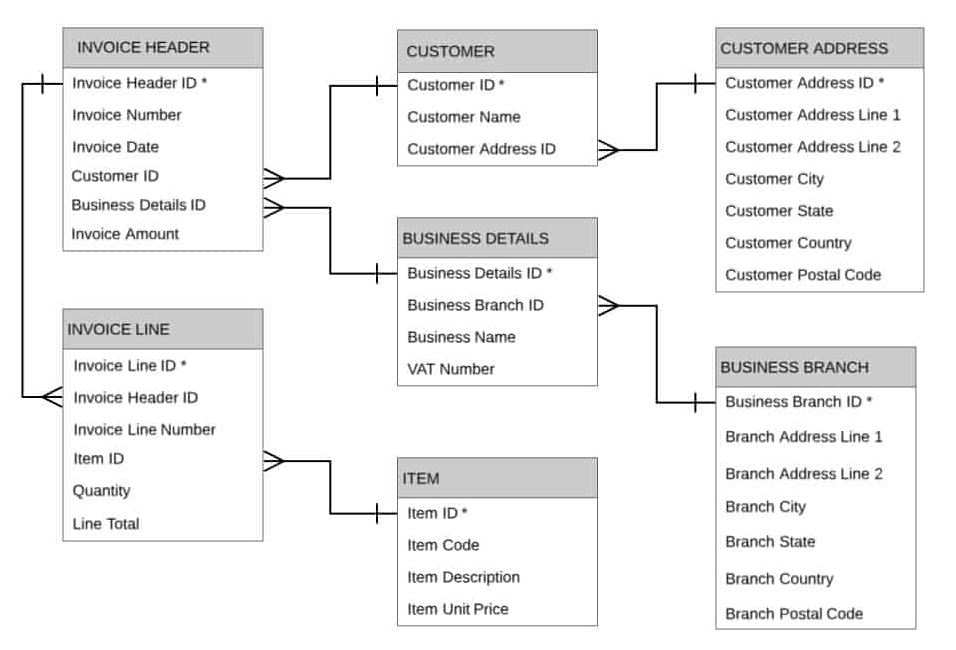 INVOICE HEADER
Invoice Header ID *
Invoice Number
Invoice Date
Customer ID
Business Details ID
Invoice Amount
CUSTOMER
Customer ID *
Customer Name
Customer Address ID
CUSTOMER ADDRESS
Customer Address ID *
Customer Address Line 1
Customer Address Line 2
Customer City
Customer State
Customer Country
Customer Postal Code
BUSINESS DETAILS
Business Details ID *
Business Branch ID
Business Name
VAT Number
INVOICE LINE
Invoice Line ID *
Invoice Header ID
Invoice Line Number
Item ID
Quantity
Line Total
ITEM
Item ID *
Item Code
Item Description
Item Unit Price
BUSINESS BRANCH
Business Branch ID *
Branch Address Line 1
Branch Address Line 2
Branch City
Branch State
Branch Country
Branch Postal Code